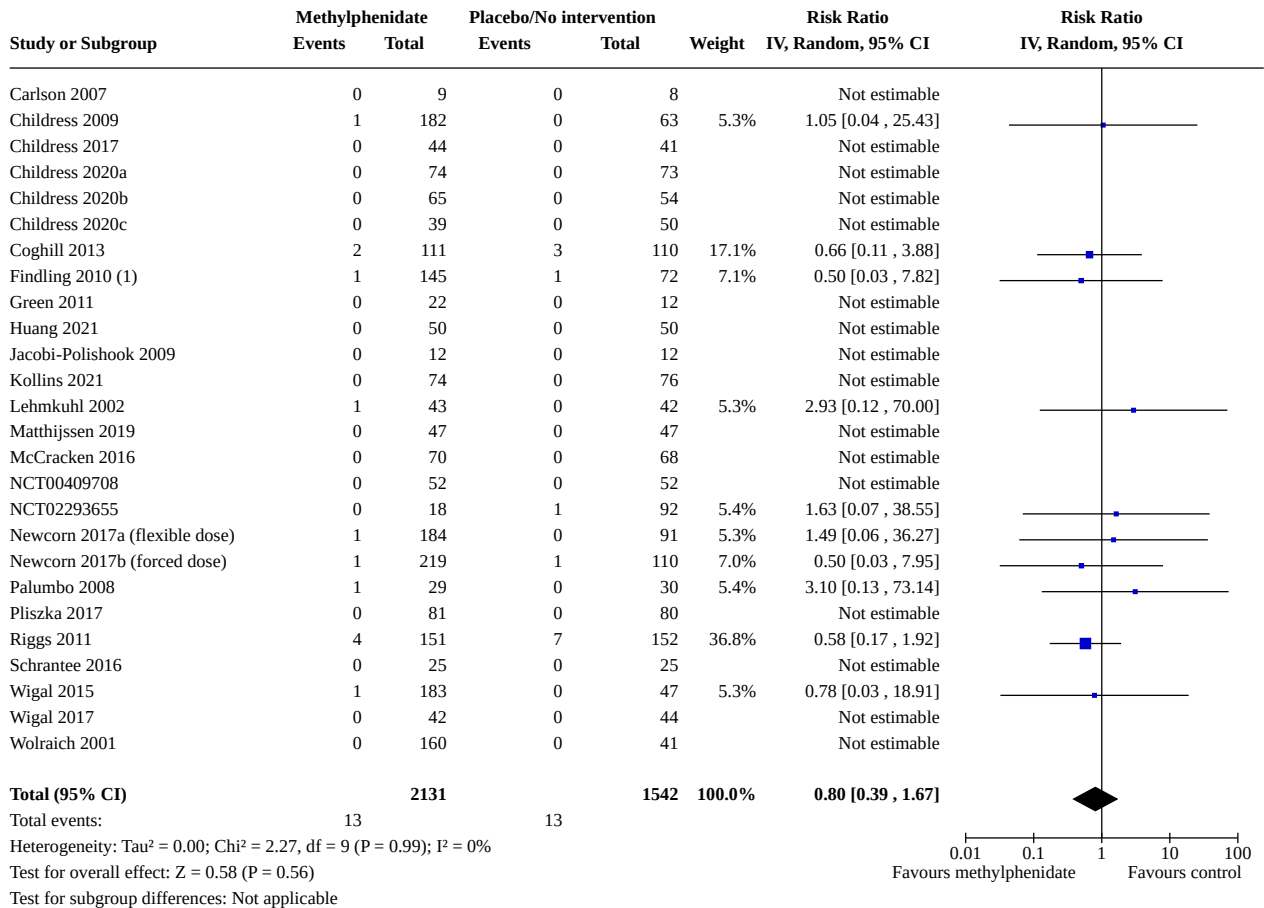 Methylphenidate Placebo/No intervention Risk Ratio Risk Ratio
Study or Subgroup Events Total Events Total Weight IV, Random, 95% CI IV, Random, 95% CI
Carlson 2007 0 9 0 8 Not estimable
Childress 2009 1 182 0 63 5.3% 1.05 [0.04 , 25.43]
Childress 2017 0 44 0 41 Not estimable
Childress 2020a 0 74 0 73 Not estimable
Childress 2020b 0 65 0 54 Not estimable
Childress 2020c 0 39 0 50 Not estimable
Coghill 2013 2 111 3 110 17.1% 0.66 [0.11 , 3.88]
Findling 2010 (1) 1 145 1 72 7.1% 0.50 [0.03 , 7.82]
Green 2011 0 22 0 12 Not estimable
Huang 2021 0 50 0 50 Not estimable
Jacobi-Polishook 2009 0 12 0 12 Not estimable
Kollins 2021 0 74 0 76 Not estimable
Lehmkuhl 2002 1 43 0 42 5.3% 2.93 [0.12 , 70.00]
Matthijssen 2019 0 47 0 47 Not estimable
McCracken 2016 0 70 0 68 Not estimable
NCT00409708 0 52 0 52 Not estimable
NCT02293655 0 18 1 92 5.4% 1.63 [0.07 , 38.55]
Newcorn 2017a (flexible dose) 1 184 0 91 5.3% 1.49 [0.06 , 36.27]
Newcorn 2017b (forced dose) 1 219 1 110 7.0% 0.50 [0.03 , 7.95]
Palumbo 2008 1 29 0 30 5.4% 3.10 [0.13 , 73.14]
Pliszka 2017 0 81 0 80 Not estimable
Riggs 2011 4 151 7 152 36.8% 0.58 [0.17 , 1.92]
Schrantee 2016 0 25 0 25 Not estimable
Wigal 2015 1 183 0 47 5.3% 0.78 [0.03 , 18.91]
Wigal 2017 0 42 0 44 Not estimable
Wolraich 2001 0 160 0 41 Not estimable
Total (95% CI) 2131 1542 100.0% 0.80 [0.39 , 1.67]
Total events: 13 13
Heterogeneity: Tau² = 0.00; Chi² = 2.27, df = 9 (P = 0.99); I² = 0%
Test for overall effect: Z = 0.58 (P = 0.56)
Test for subgroup differences: Not applicable
0.01 0.1 1 10 100
Favours methylphenidate Favours control